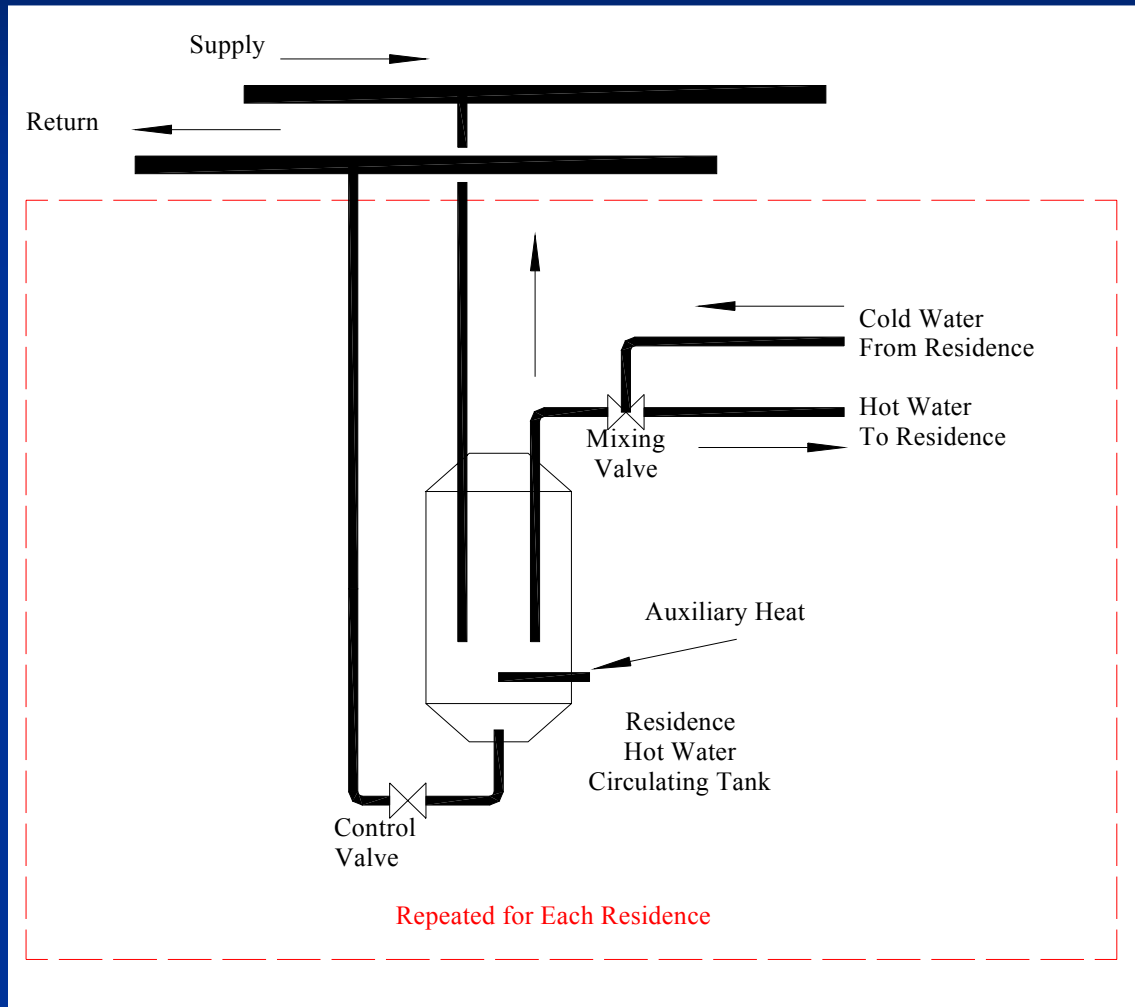 Supply
Return
Cold Water
From Residence
Hot Water
To Residence
Mixing
Valve
Auxiliary Heat
Residence
Hot Water
Circulating Tank
Control
Valve
Repeated for Each Residence